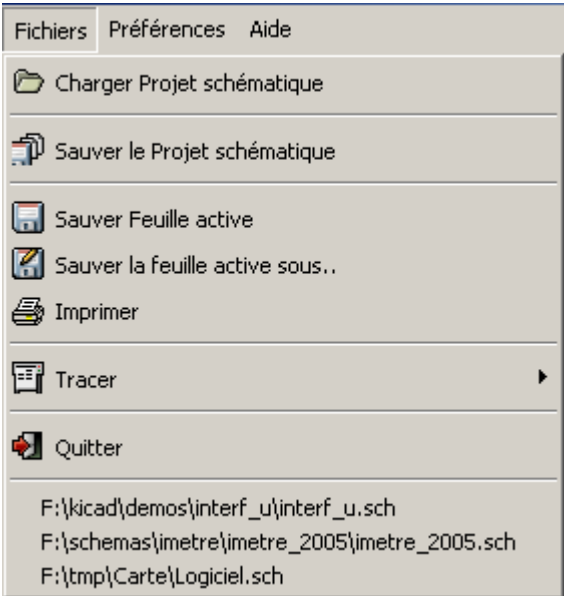 Fichiers Préférences Aide
Charger Projet schématique
Sauver le Projet schématique
Sauver Feuille active
Sauver la feuille active sous..
Imprimer
Tracer
Quitter
F:\kicad\demos\interf_u\interf_u.sch
F:\schemas\imetre\imetre_2005\imetre_2005.sch
F:\tmp\Carte\Logiciel.sch